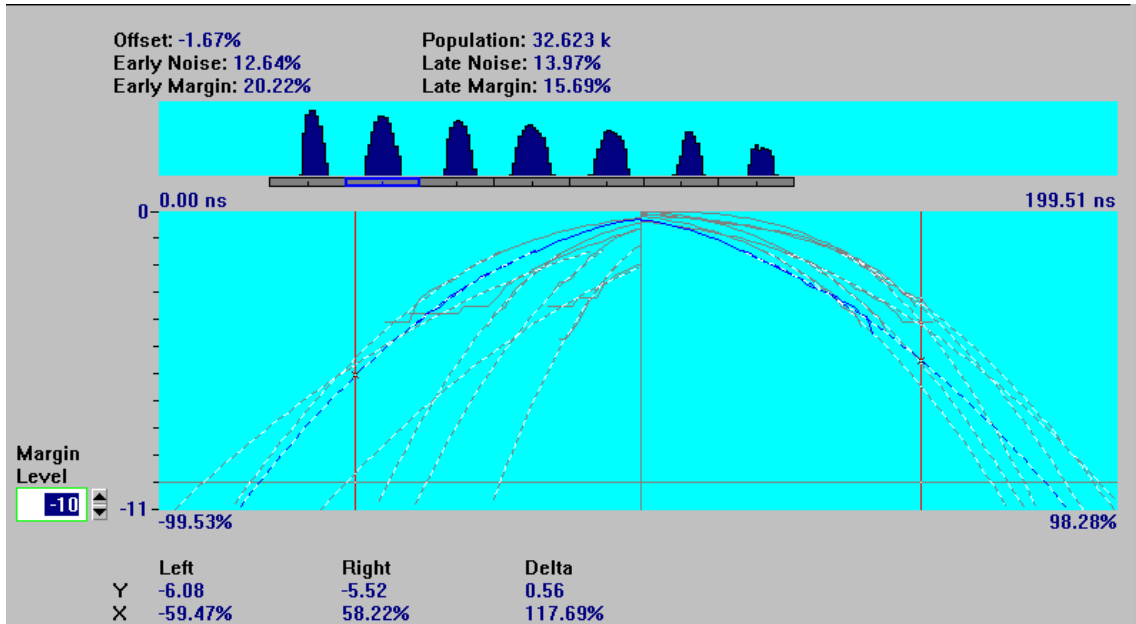 Offset: -1.67% Population: 32.623 k
Early Noise: 12.64% Late Noise: 13.97%
Early Margin: 20.22% Late Margin: 15.69%
0.00 ns 199.51 ns
0
Margin
Level
-10
-11
-99.53% 98.28%
Left Right Delta
Y -6.08 -5.52 0.56
X -59.47% 58.22% 117.69%